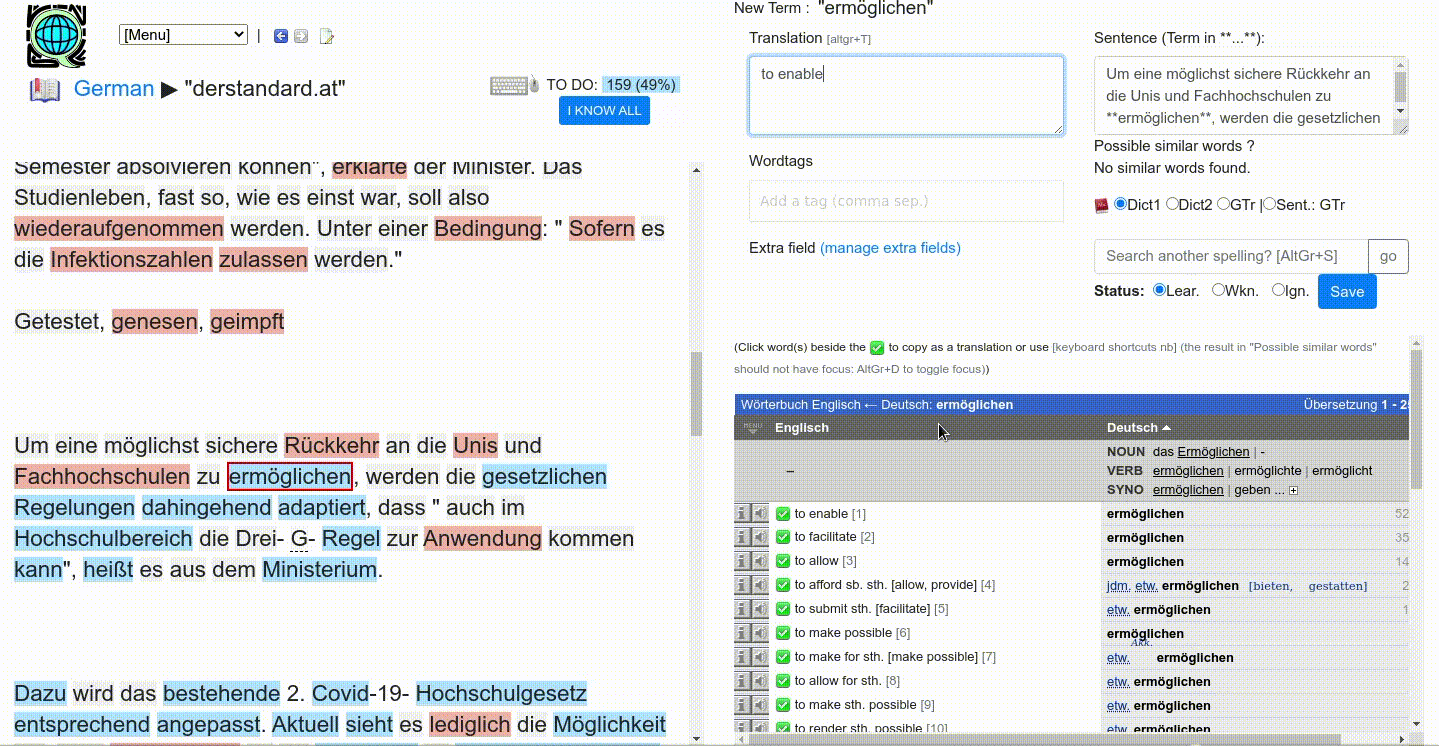 [Menu] |
German ▶ "derstandard.at"
TO DO: 159 (49%)
I KNOW ALL
Semester absolvieren können", erklärte der Minister. Das
Studienleben, fast so, wie es einst war, soll also
wiederaufgenommen werden. Unter einer Bedingung: " Sofern es
die Infektionszahlen zulassen werden."
Getestet, genesen, geimpft
Um eine möglichst sichere Rückkehr an die Unis und
Fachhochschulen zu ermöglichen, werden die gesetzlichen
Regelungen dahingehend adaptiert, dass " auch im
Hochschulbereich die Drei- G- Regel zur Anwendung kommen
kann", heißt es aus dem Ministerium.
Dazu wird das bestehende 2. Covid-19- Hochschulgesetz
entsprechend angepasst. Aktuell sieht es lediglich die Möglichkeit
New Term : "ermöglichen"
Translation [altgr+T]
to enable
Wordtags
Add a tag (comma sep.)
Extra field (manage extra fields)
Sentence (Term in **...**):
Um eine möglichst sichere Rückkehr an
die Unis und Fachhochschulen zu
**ermöglichen**, werden die gesetzlichen
Possible similar words ?
No similar words found.
Dict1 Dict2 GTr | Sent.: GTr
Search another spelling? [AltGr+S] go
Status: Lear. Wkn. Ign. Save
(Click word(s) beside the ✅ to copy as a translation or use [keyboard shortcuts nb] (the result in "Possible similar words"
should not have focus: AltGr+D to toggle focus))
Wörterbuch Englisch ← Deutsch: ermöglichen Übersetzung 1 - 25
MENU Englisch Deutsch ▲
– NOUN das Ermöglichen | -
VERB ermöglichen | ermöglichte | ermöglicht
SYNO ermöglichen | geben ...
to enable [1] ermöglichen 52
to facilitate [2] ermöglichen 35
to allow [3] ermöglichen 14
to afford sb. sth. [allow, provide] [4] jdm. etw. ermöglichen [bieten, gestatten] 2
to submit sth. [facilitate] [5] etw. ermöglichen 1
to make possible [6] ermöglichen
to make for sth. [make possible] [7] etw. Akk. ermöglichen
to allow for sth. [8] etw. ermöglichen
to make sth. possible [9] etw. ermöglichen
to render sth. possible [10] etw. ermöglichen